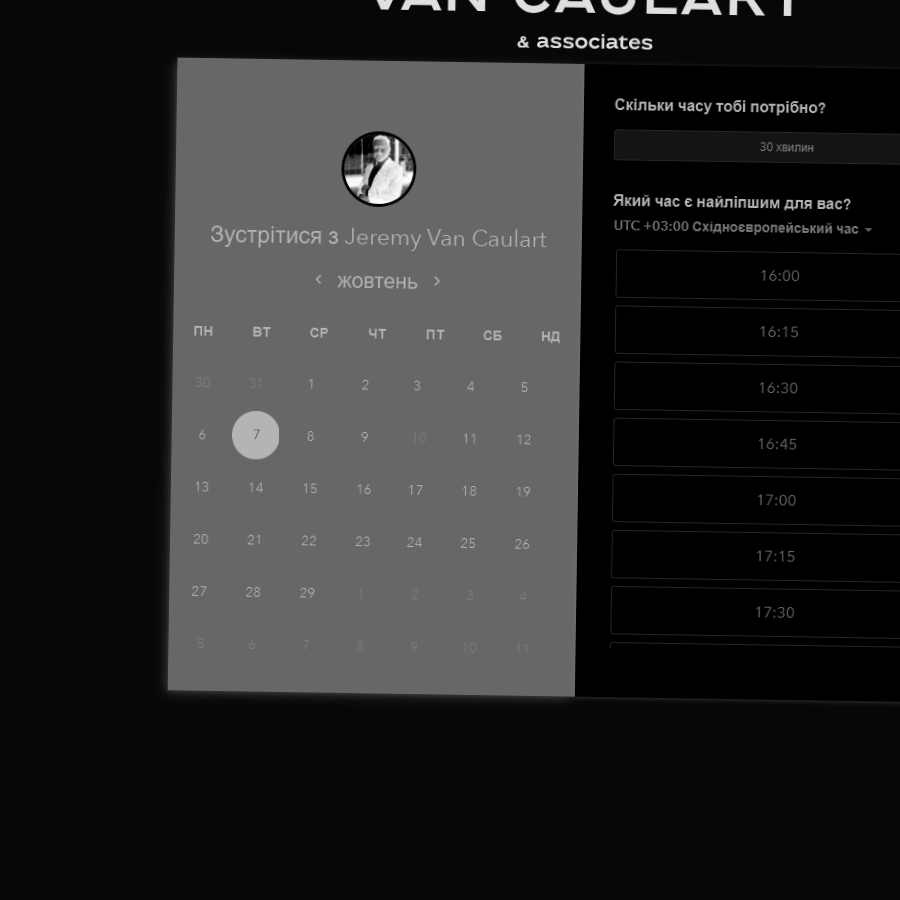 VAN CAULART
& associates
Зустрітися з Jeremy Van Caulart
жовтень
ПН ВТ СР ЧТ ПТ СБ НД
30 31 1 2 3 4 5
6 7 8 9 10 11 12
13 14 15 16 17 18 19
20 21 22 23 24 25 26
27 28 29 1 2 3 4
5 6 7 8 9 10 11
Скільки часу тобі потрібно?
30 хвилин
Який час є найліпшим для вас?
UTC +03:00 Східноєвропейський час
16:00
16:15
16:30
16:45
17:00
17:15
17:30